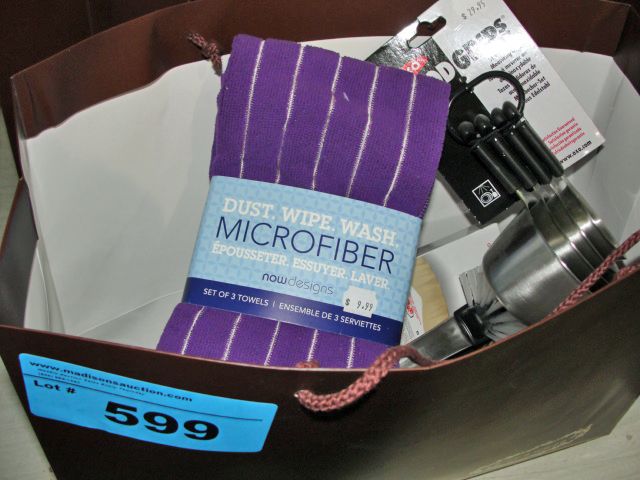 $ 29.95
GRIPS
www.oxo.com
DUST. WIPE. WASH.
MICROFIBER
ÉPOUSSETER. ESSUYER. LAVER.
nowdesigns
$ 9.99
SET OF 3 TOWELS | ENSEMBLE DE 3 SERVIETTES
www.madisonsauction.com
Lot #
599